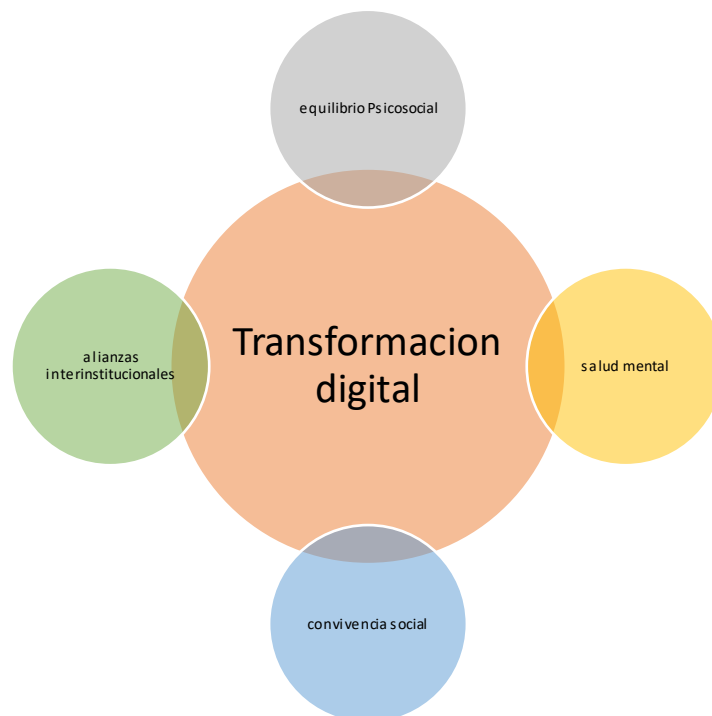 equilibrio Psicosocial
alianzas
interinstitucionales
Transformacion
digital
salud mental
convivencia social